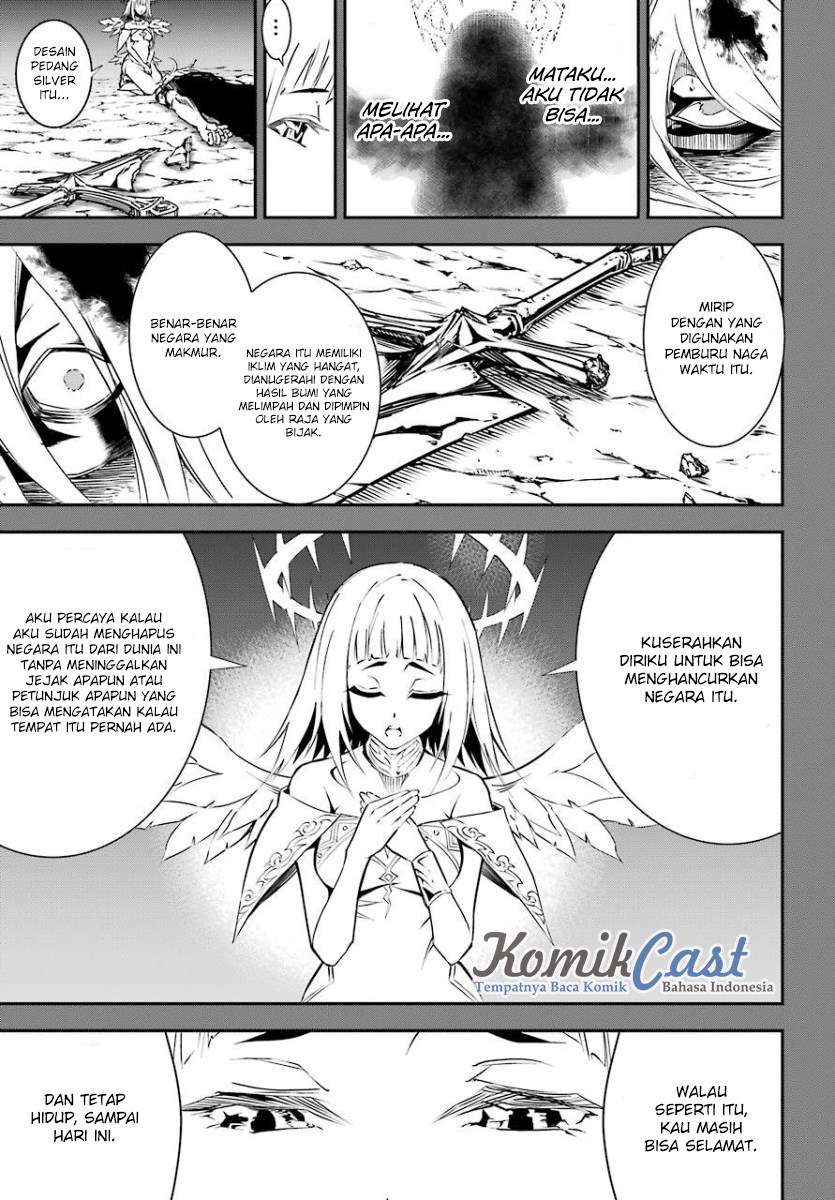 MATAKU...
AKU TIDAK
BISA...
MELIHAT
APA-APA...
...
DESAIN
PEDANG
SILVER
ITU...
MIRIP
DENGAN YANG
DIGUNAKAN
PEMBURU NAGA
WAKTU ITU.
BENAR-BENAR
NEGARA YANG
MAKMUR.
NEGARA ITU MEMILIKI
IKLIM YANG HANGAT,
DIANUGERAHI DENGAN
HASIL BUMI YANG
MELIMPAH DAN DIPIMPIN
OLEH RAJA YANG
BIJAK.
KUSERAHKAN
DIRIKU UNTUK BISA
MENGHANCURKAN
NEGARA ITU.
AKU PERCAYA KALAU
AKU SUDAH MENGHAPUS
NEGARA ITU DARI DUNIA INI
TANPA MENINGGALKAN
JEJAK APAPUN ATAU
PETUNJUK APAPUN YANG
BISA MENGATAKAN KALAU
TEMPAT ITU PERNAH ADA.
KomikCast
Tempatnya Baca Komik Bahasa Indonesia
WALAU
SEPERTI ITU,
KAU MASIH
BISA SELAMAT.
DAN TETAP
HIDUP, SAMPAI
HARI INI.